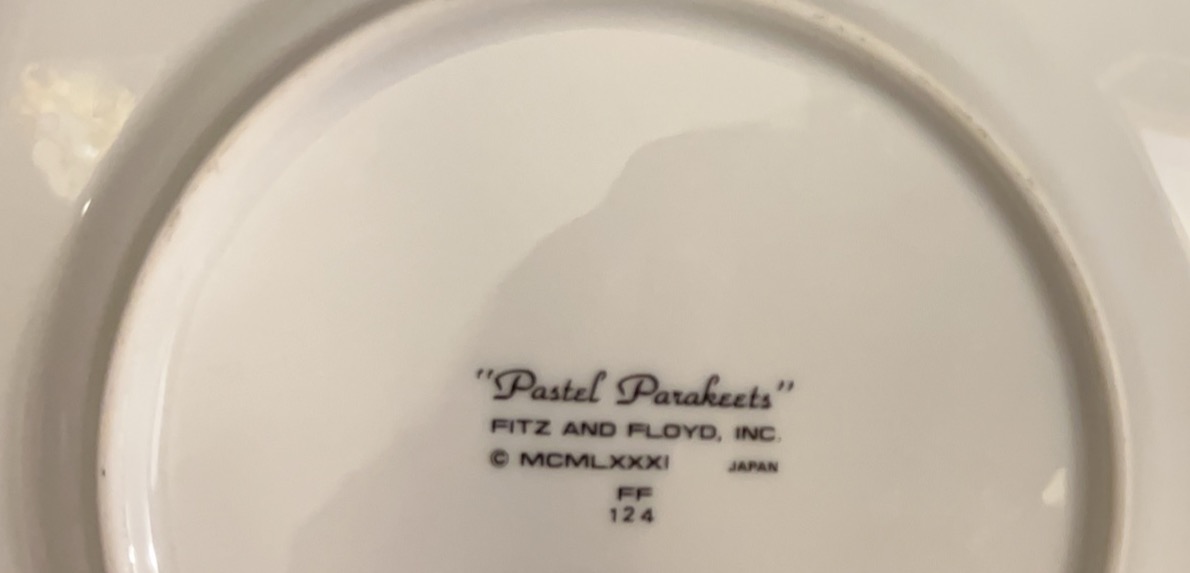 "Pastel Parakeets"
FITZ AND FLOYD, INC.
© MCMLXXXI JAPAN
FF
124